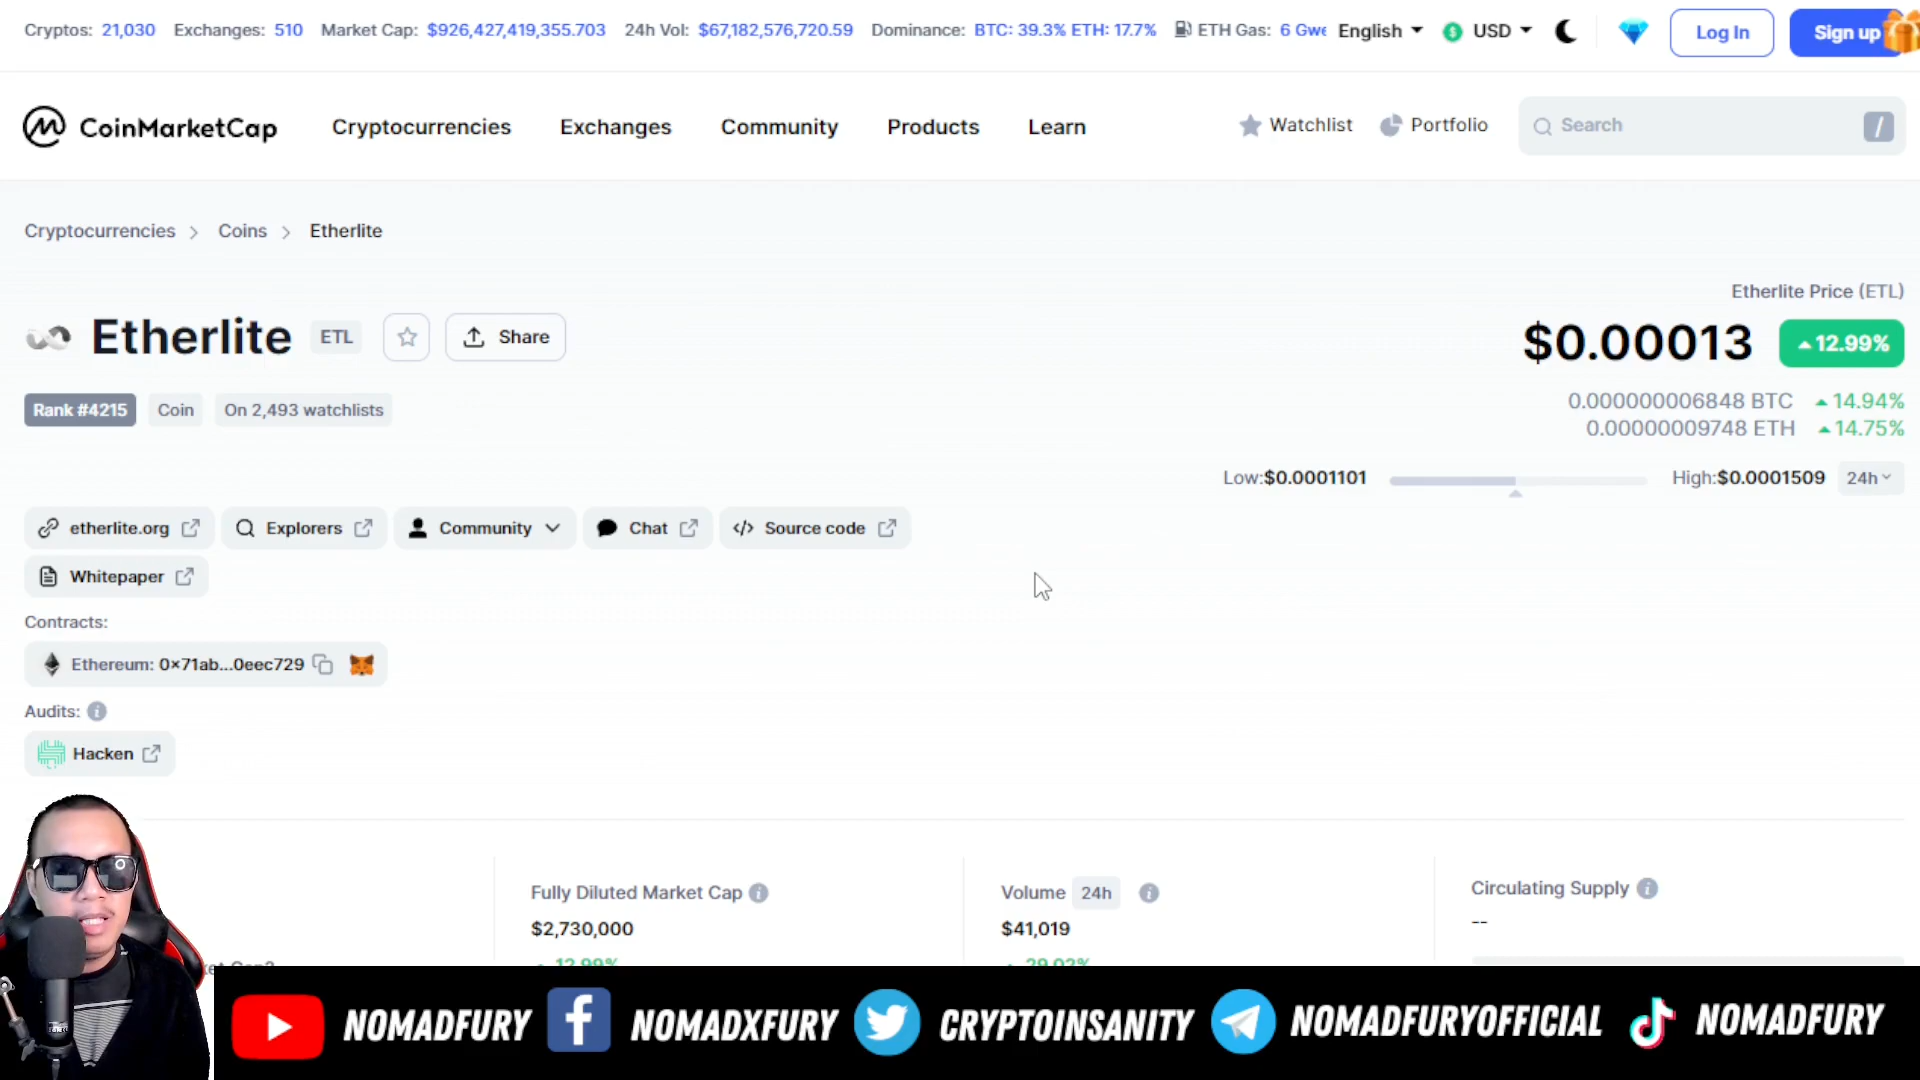 Cryptos: 21,030 Exchanges: 510 Market Cap: $926,427,419,355.703 24h Vol: $67,182,576,720.59 Dominance: BTC: 39.3% ETH: 17.7% ETH Gas: 6 Gwe English USD Log In Sign up
CoinMarketCap Cryptocurrencies Exchanges Community Products Learn Watchlist Portfolio Search /
Cryptocurrencies > Coins > Etherlite
Etherlite Price (ETL)
Etherlite ETL Share $0.00013 12.99%
Rank #4215 Coin On 2,493 watchlists 0.000000006848 BTC 14.94%
0.00000009748 ETH 14.75%
Low:$0.0001101 High:$0.0001509 24h
etherlite.org Explorers Community Chat Source code
Whitepaper
Contracts:
Ethereum: 0x71ab...0eec729
Audits:
Hacken
Fully Diluted Market Cap Volume 24h Circulating Supply
$2,730,000 $41,019 --
12.99% 29.02%
NOMADFURY NOMADXFURY CRYPTOINSANITY NOMADFURYOFFICIAL NOMADFURY